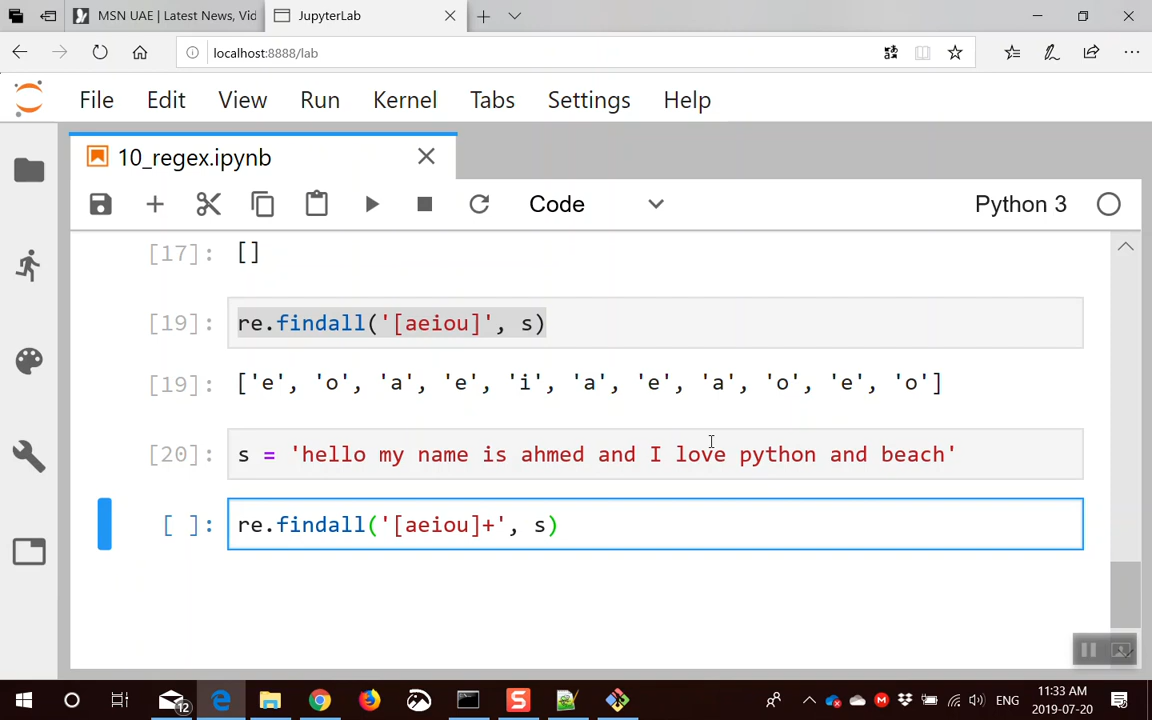 MSN UAE | Latest News, Vid
JupyterLab
localhost:8888/lab
File Edit View Run Kernel Tabs Settings Help
10_regex.ipynb
Code
Python 3
[17]: []
[19]: re.findall('[aeiou]', s)
[19]: ['e', 'o', 'a', 'e', 'i', 'a', 'e', 'a', 'o', 'e', 'o']
[20]: s = 'hello my name is ahmed and I love python and beach'
[ ]: re.findall('[aeiou]+', s)
12
S
M
ENG
11:33 AM
2019-07-20